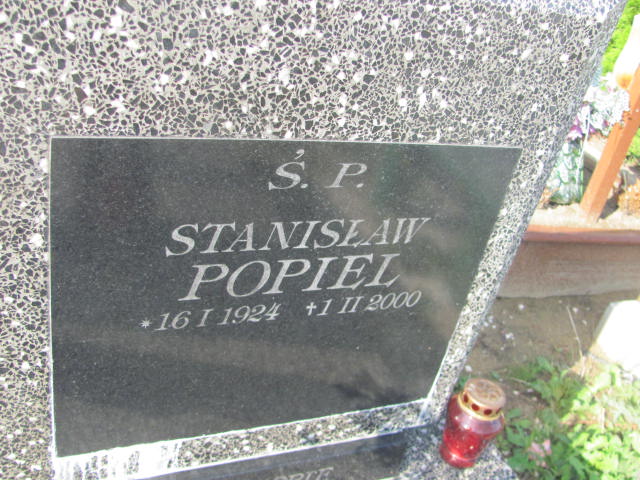 Ś. P.
STANISŁAW
POPIEL
* 16 I 1924 † 1 II 2000